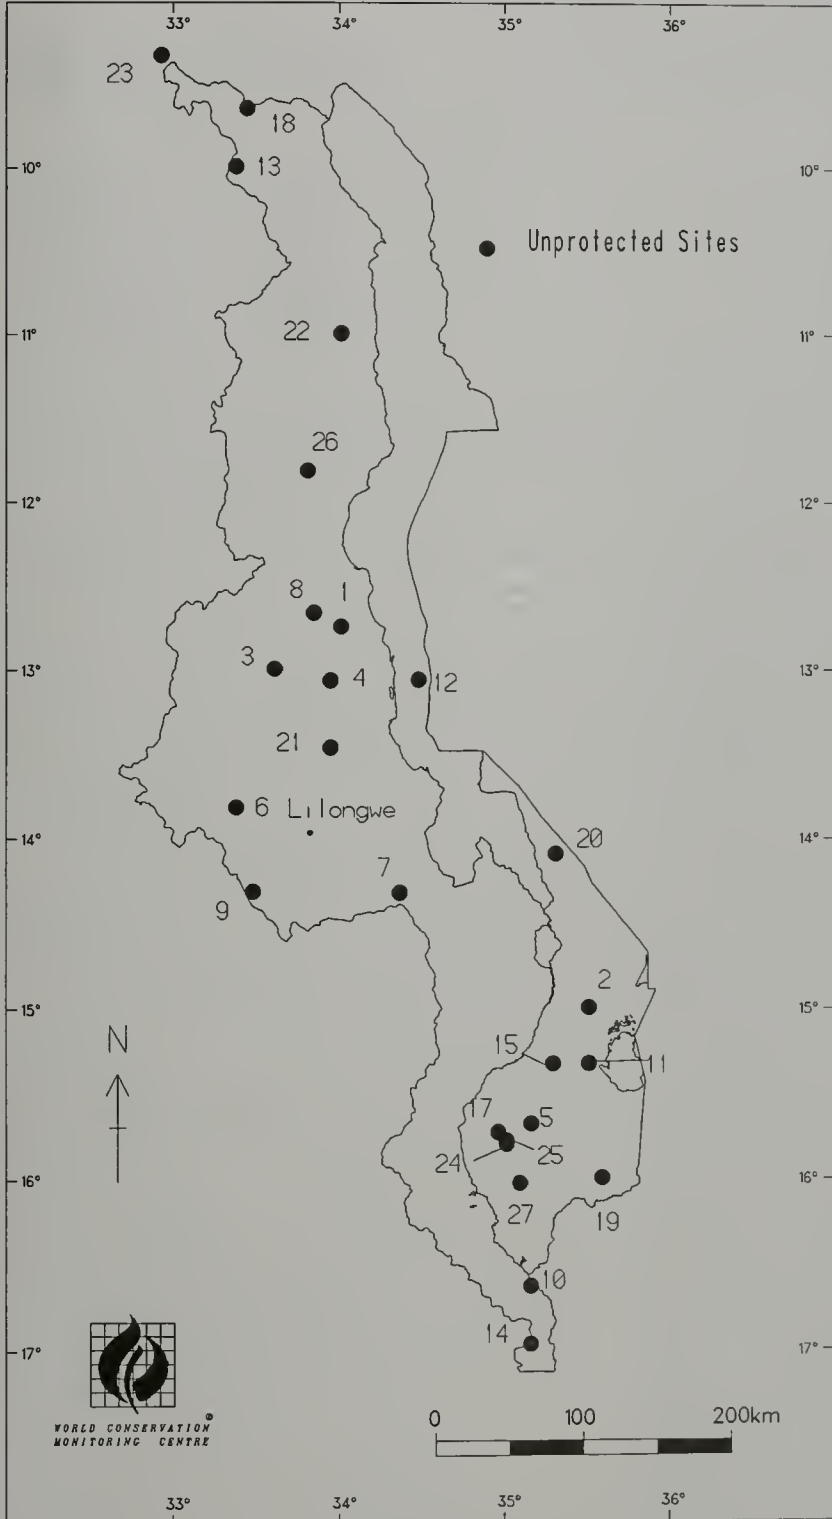 33° 34° 35° 36°
23
18
10° 13 10°
Unprotected Sites
11° 22 11°
26
12° 12°
8 1
13° 3 4 12 13°
21
6 Lilongwe
14° 20 14°
7
9
2
15° 15°
N
15 11
17 5
24 25
16° 16°
27 19
10
14
17° 17°
WORLD CONSERVATION®
MONITORING CENTRE
0 100 200km
33° 34° 35° 36°